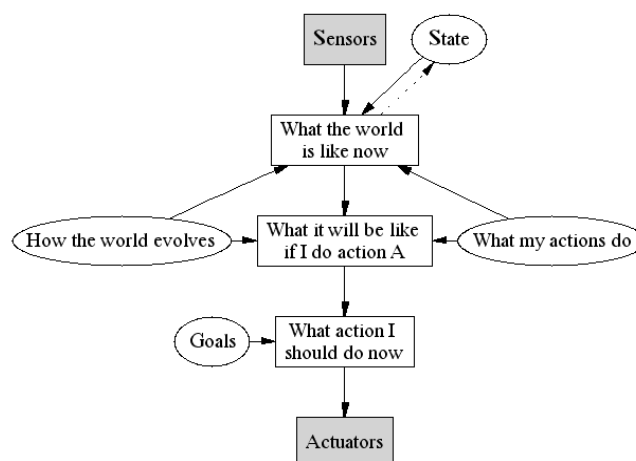 Sensors
State
What the world
is like now
How the world evolves
What it will be like
if I do action A
What my actions do
Goals
What action I
should do now
Actuators